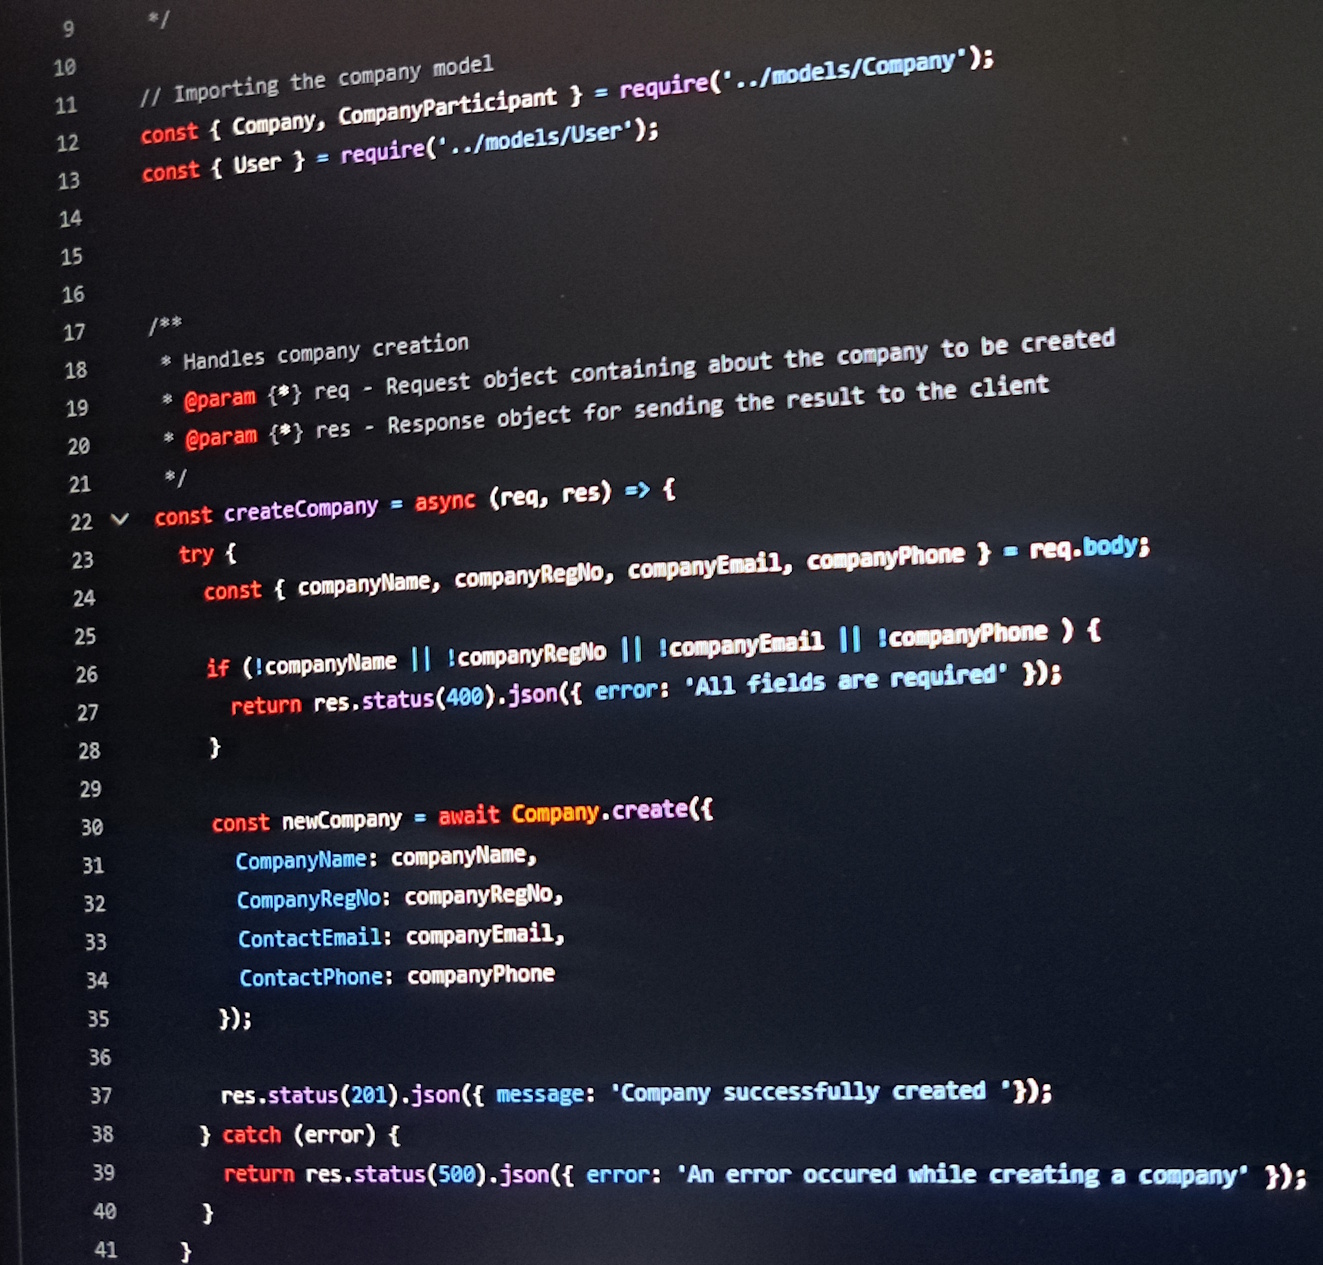 9 */
10
11 // Importing the company model
12 const { Company, CompanyParticipant } = require('../models/Company');
13 const { User } = require('../models/User');
14
15
16
17 /**
18 * Handles company creation
19 * @param {*} req - Request object containing about the company to be created
20 * @param {*} res - Response object for sending the result to the client
21 */
22 const createCompany = async (req, res) => {
23 try {
24 const { companyName, companyRegNo, companyEmail, companyPhone } = req.body;
25
26 if (!companyName || !companyRegNo || !companyEmail || !companyPhone ) {
27 return res.status(400).json({ error: 'All fields are required' });
28 }
29
30 const newCompany = await Company.create({
31 CompanyName: companyName,
32 CompanyRegNo: companyRegNo,
33 ContactEmail: companyEmail,
34 ContactPhone: companyPhone
35 });
36
37 res.status(201).json({ message: 'Company successfully created '});
38 } catch (error) {
39 return res.status(500).json({ error: 'An error occured while creating a company' });
40 }
41 }